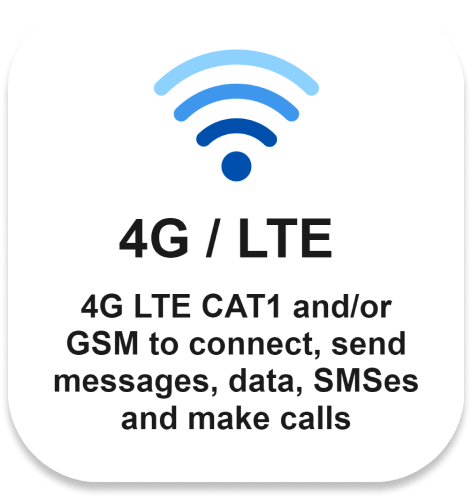 4G / LTE
4G LTE CAT1 and/or
GSM to connect, send
messages, data, SMSes
and make calls